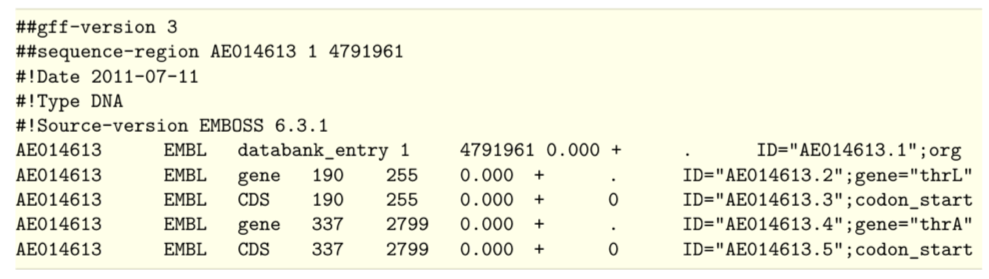 ##gff-version 3
##sequence-region AE014613 1 4791961
#!Date 2011-07-11
#!Type DNA
#!Source-version EMBOSS 6.3.1
AE014613 EMBL databank_entry 1 4791961 0.000 + . ID="AE014613.1";org
AE014613 EMBL gene 190 255 0.000 + . ID="AE014613.2";gene="thrL"
AE014613 EMBL CDS 190 255 0.000 + 0 ID="AE014613.3";codon_start
AE014613 EMBL gene 337 2799 0.000 + . ID="AE014613.4";gene="thrA"
AE014613 EMBL CDS 337 2799 0.000 + 0 ID="AE014613.5";codon_start